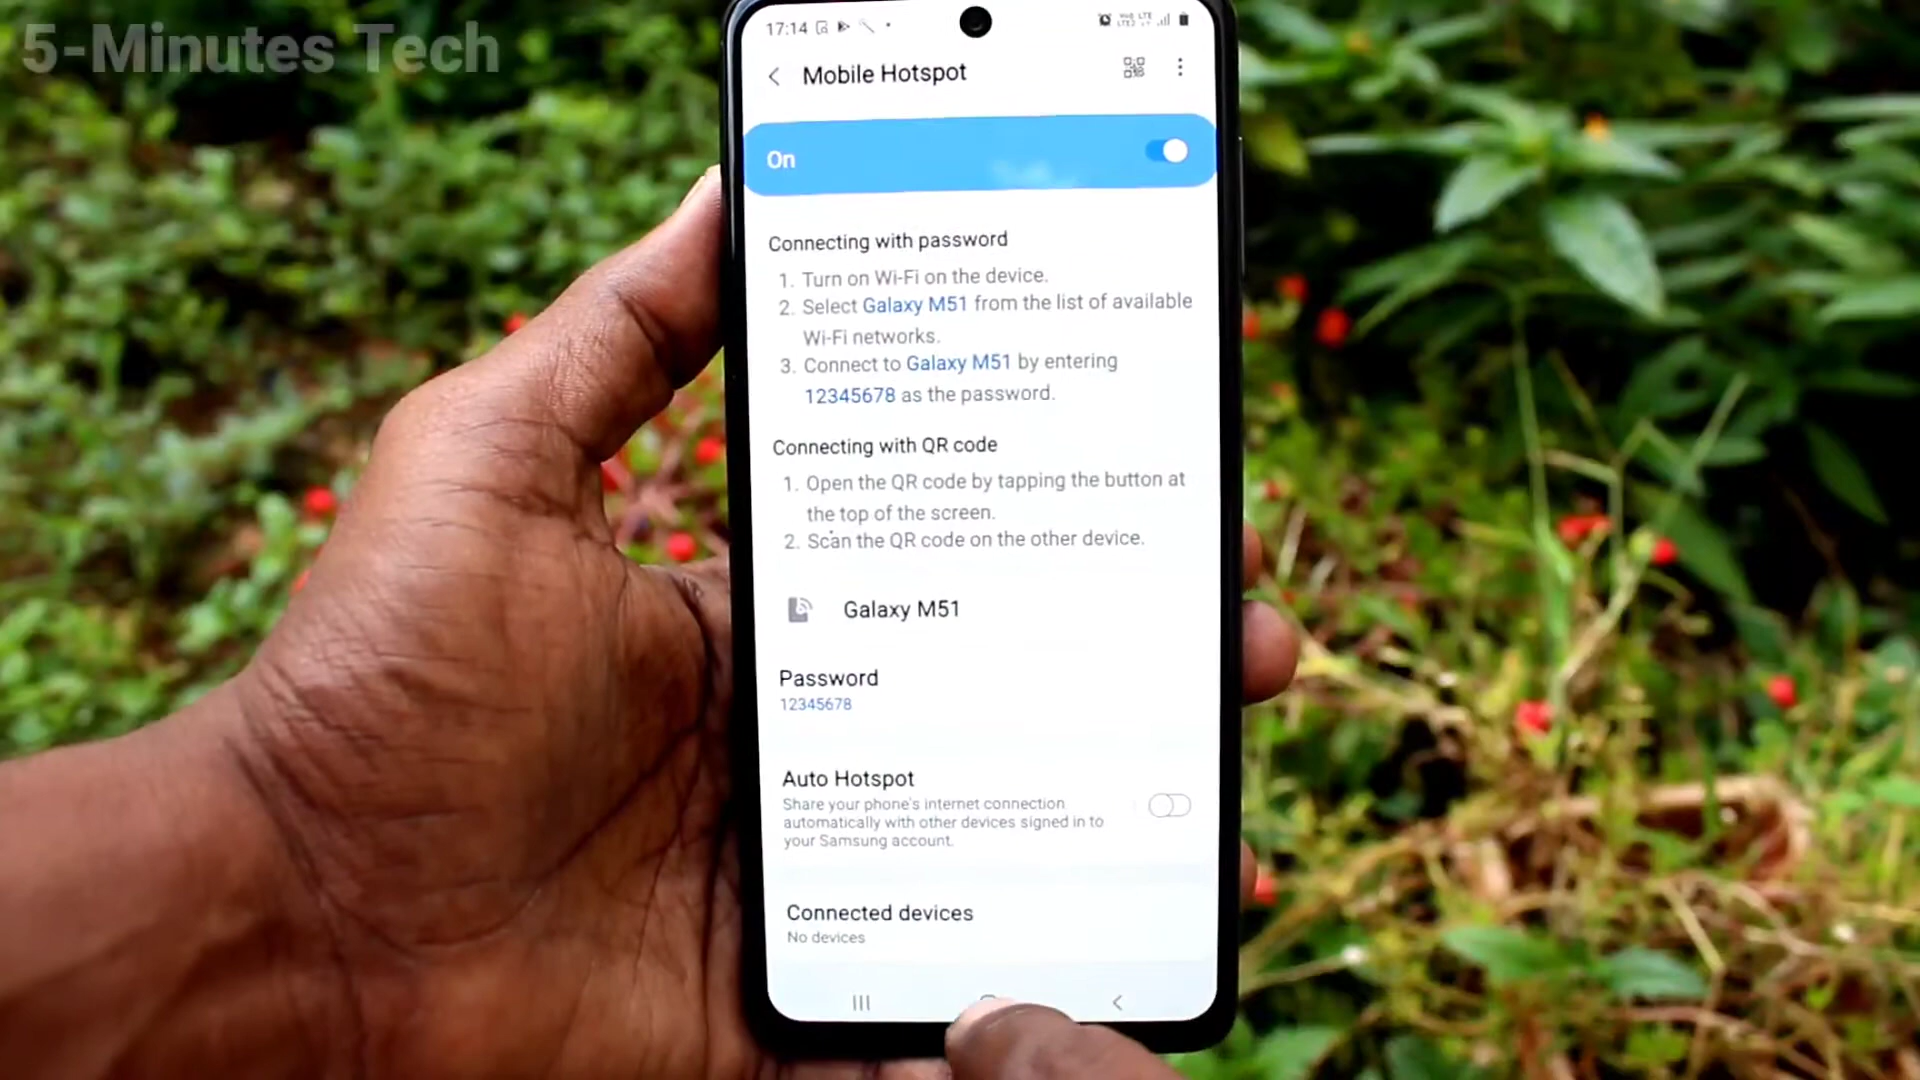 5-Minutes Tech
17:14
Mobile Hotspot
On
Connecting with password
1. Turn on Wi-Fi on the device.
2. Select Galaxy M51 from the list of available
Wi-Fi networks.
3. Connect to Galaxy M51 by entering
12345678 as the password.
Connecting with QR code
1. Open the QR code by tapping the button at
the top of the screen.
2. Scan the QR code on the other device.
Galaxy M51
Password
12345678
Auto Hotspot
Share your phone's internet connection
automatically with other devices signed in to
your Samsung account.
Connected devices
No devices